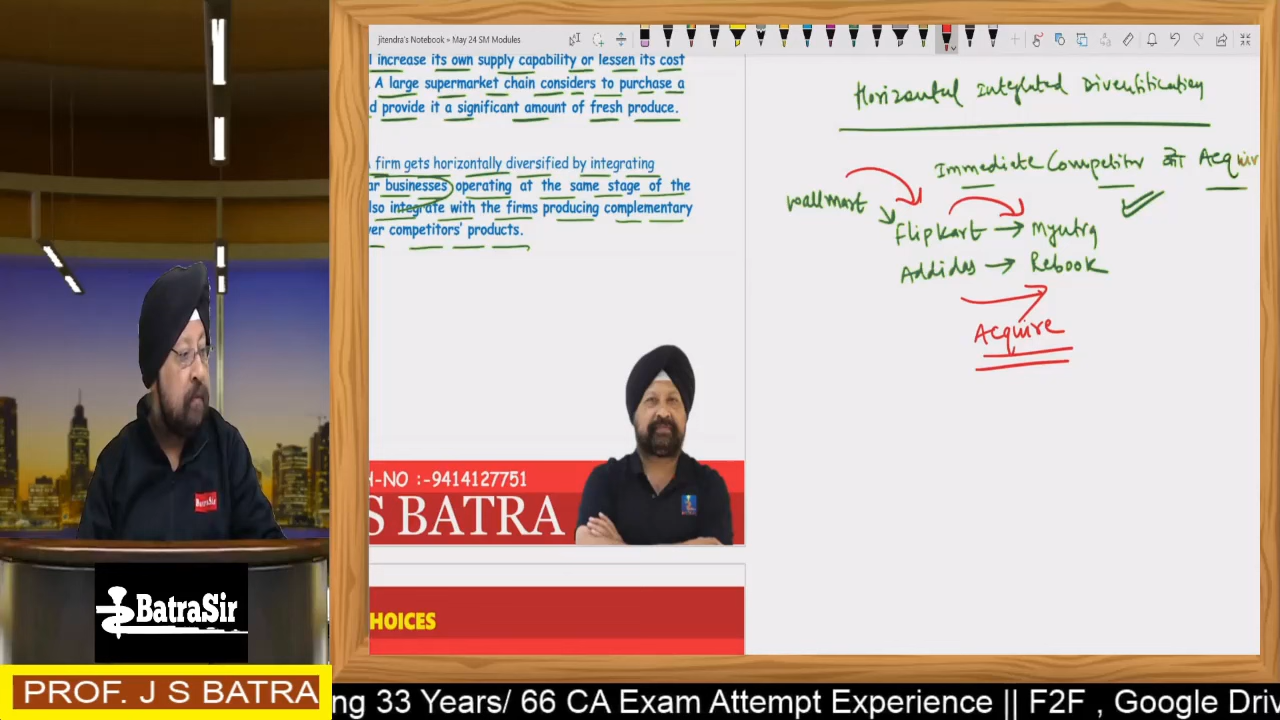 jitendra's Notebook » May 24 SM Modules
l increase its own supply capability or lessen its cost
. A large supermarket chain considers to purchase a
d provide it a significant amount of fresh produce.
firm gets horizontally diversified by integrating
ar businesses operating at the same stage of the
lso integrate with the firms producing complementary
ver competitors' products.
H-NO :-9414127751
S BATRA
HOICES
Horizontal Integrated Diversification
Immediate Competitor को Acquir
Wallmart
Flipkart → Myntra
Addidas → Rebook
Acquire
BatraSir
BatraSir
PROF. J S BATRA
ng 33 Years/ 66 CA Exam Attempt Experience || F2F , Google Driv